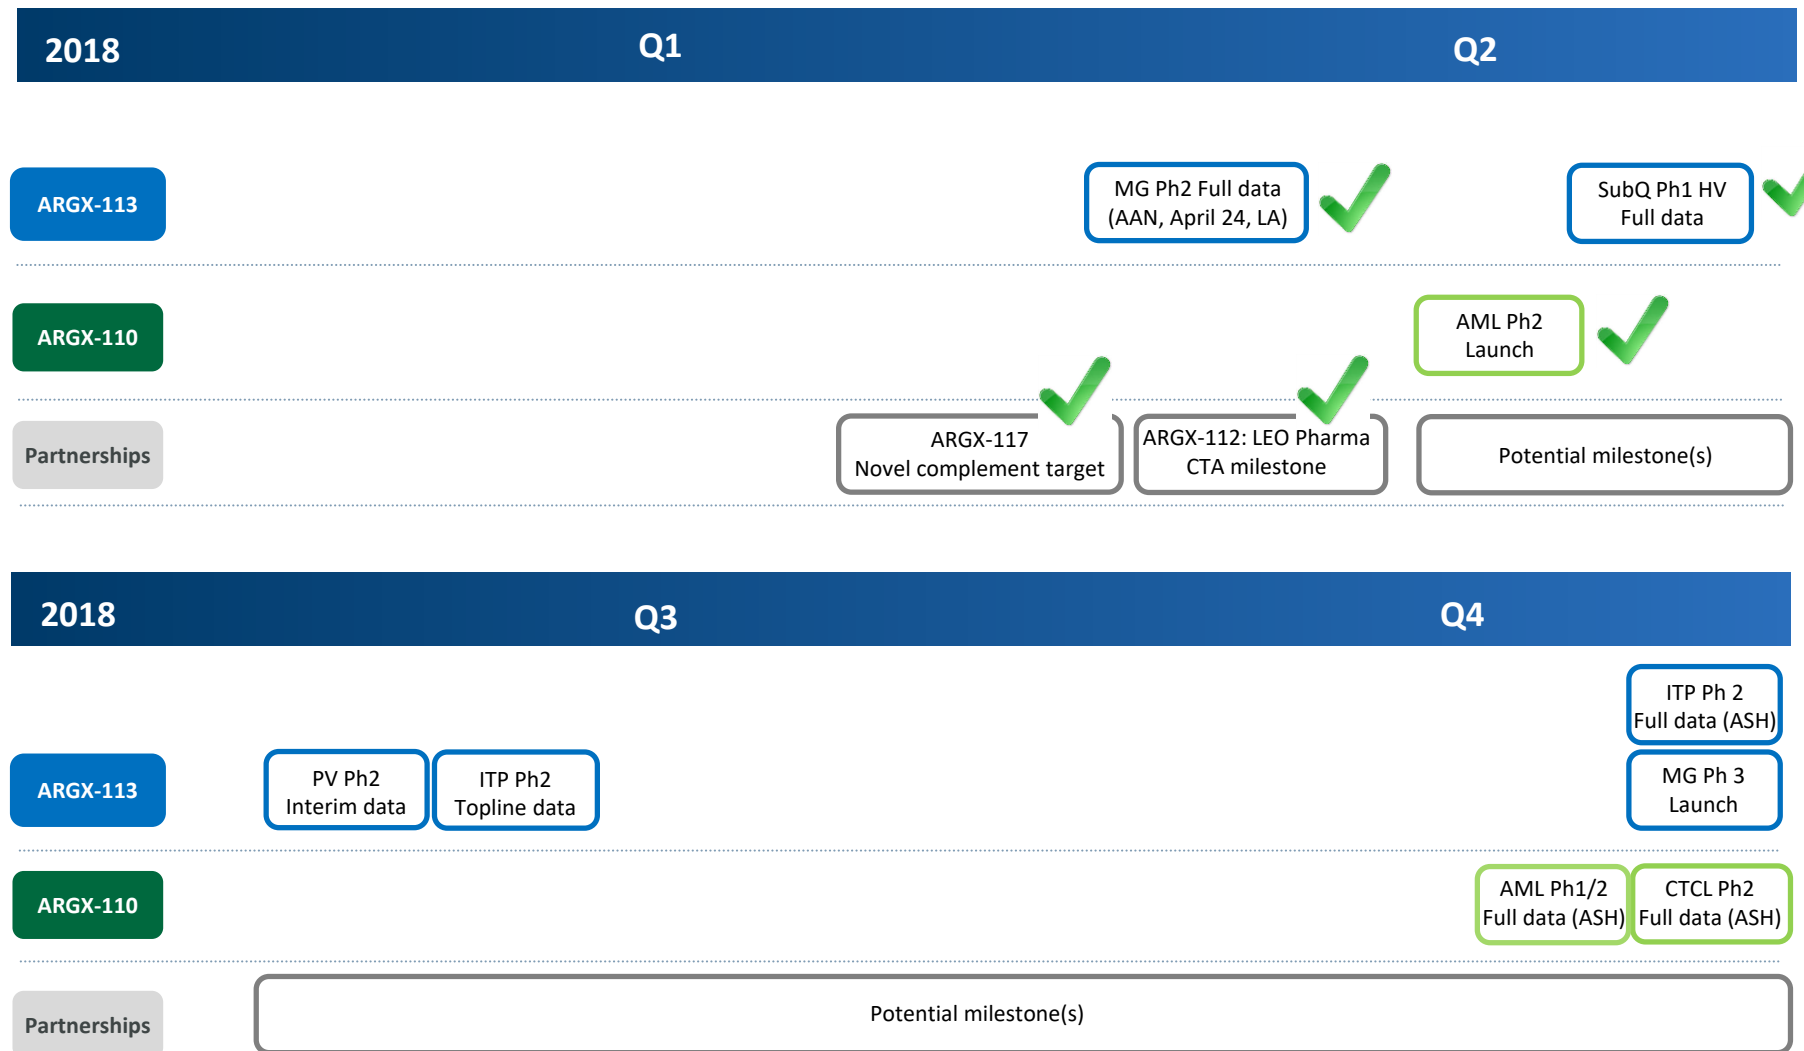 2018 Q1 Q2
ARGX-113
MG Ph2 Full data
(AAN, April 24, LA)
SubQ Ph1 HV
Full data
ARGX-110
AML Ph2
Launch
Partnerships
ARGX-117
Novel complement target
ARGX-112: LEO Pharma
CTA milestone
Potential milestone(s)
2018 Q3 Q4
ITP Ph 2
Full data (ASH)
ARGX-113
PV Ph2
Interim data
ITP Ph2
Topline data
MG Ph 3
Launch
ARGX-110
AML Ph1/2
Full data (ASH)
CTCL Ph2
Full data (ASH)
Partnerships
Potential milestone(s)